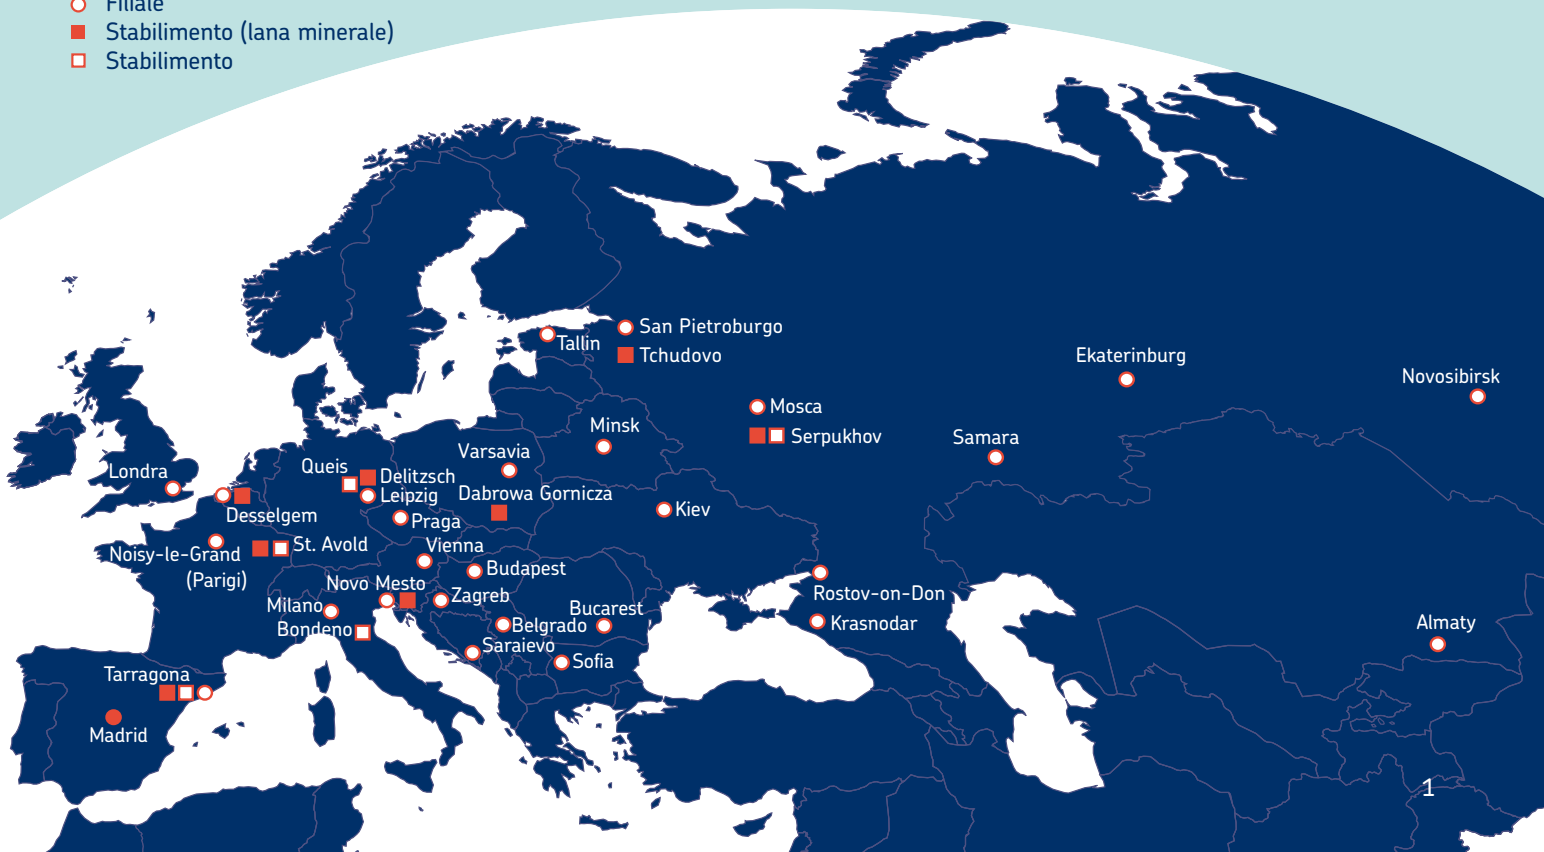 Filiale
Stabilimento (lana minerale)
Stabilimento
San Pietroburgo
Tallin
Tchudovo
Ekaterinburg
Novosibirsk
Mosca
Minsk
Serpukhov
Samara
Varsavia
Londra
Queis
Delitzsch
Leipzig
Dabrowa Gornicza
Desselgem
Praga
Kiev
Noisy-le-Grand
(Parigi)
St. Avold
Vienna
Budapest
Novo Mesto
Zagreb
Rostov-on-Don
Milano
Bucarest
Bondeno
Belgrado
Krasnodar
Almaty
Saraievo
Sofia
Tarragona
Madrid
1